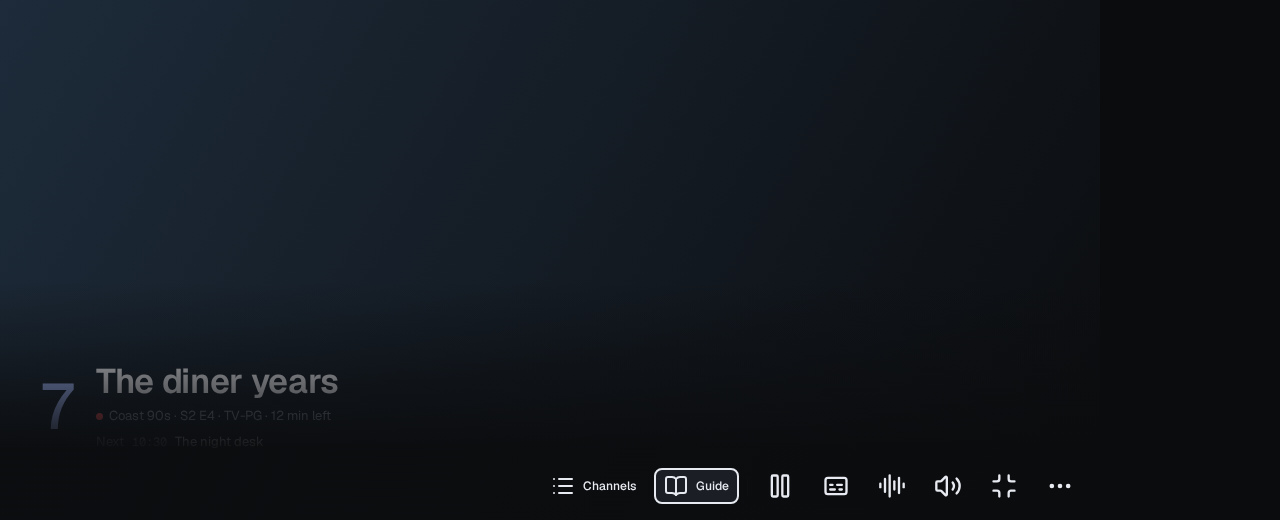 7
The diner years
Coast 90s · S2 E4 · TV-PG · 12 min left
Next 10:30 The night desk
Channels
Guide